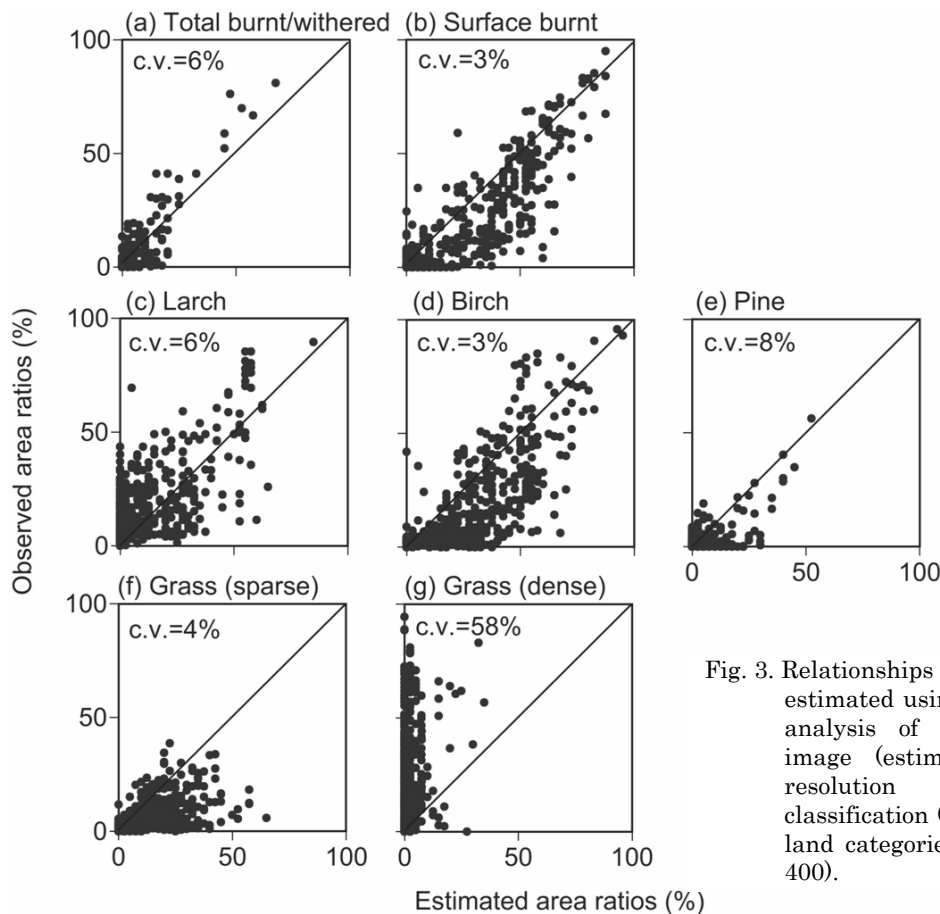 (a) Total burnt/withered
(b) Surface burnt
100
c.v.=6%
c.v.=3%
50
0
(c) Larch
(d) Birch
(e) Pine
100
c.v.=6%
c.v.=3%
c.v.=8%
50
0
0
50
100
(f) Grass (sparse)
(g) Grass (dense)
100
c.v.=4%
c.v.=58%
50
0
0
50
100
0
50
100
Observed area ratios (%)
Estimated area ratios (%)
Fig. 3. Relationships
estimated usin
analysis of
image (estim
resolution
classification (
land categorie
400).